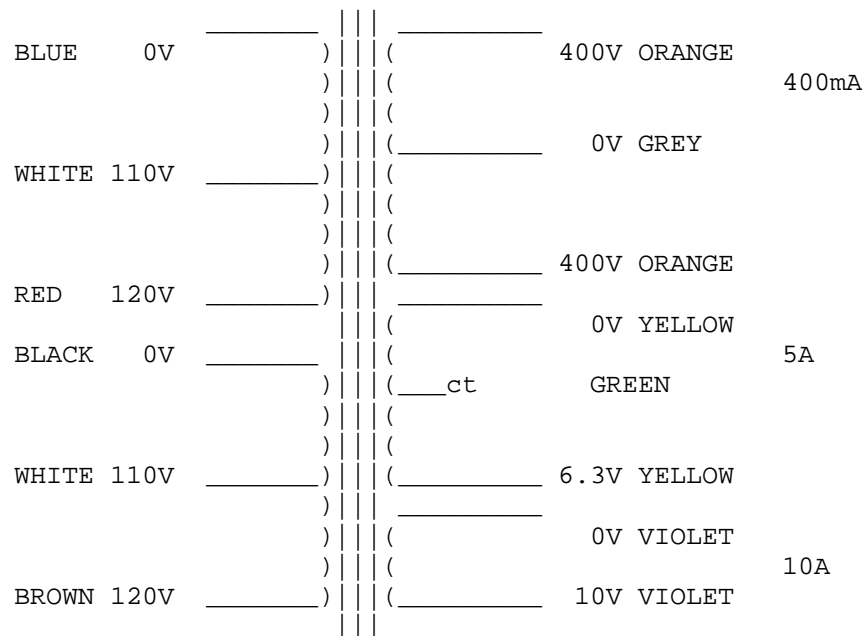 BLUE 0V 400V ORANGE
400mA
0V GREY
WHITE 110V
400V ORANGE
RED 120V
0V YELLOW
BLACK 0V 5A
ct GREEN
WHITE 110V 6.3V YELLOW
0V VIOLET
10A
BROWN 120V 10V VIOLET